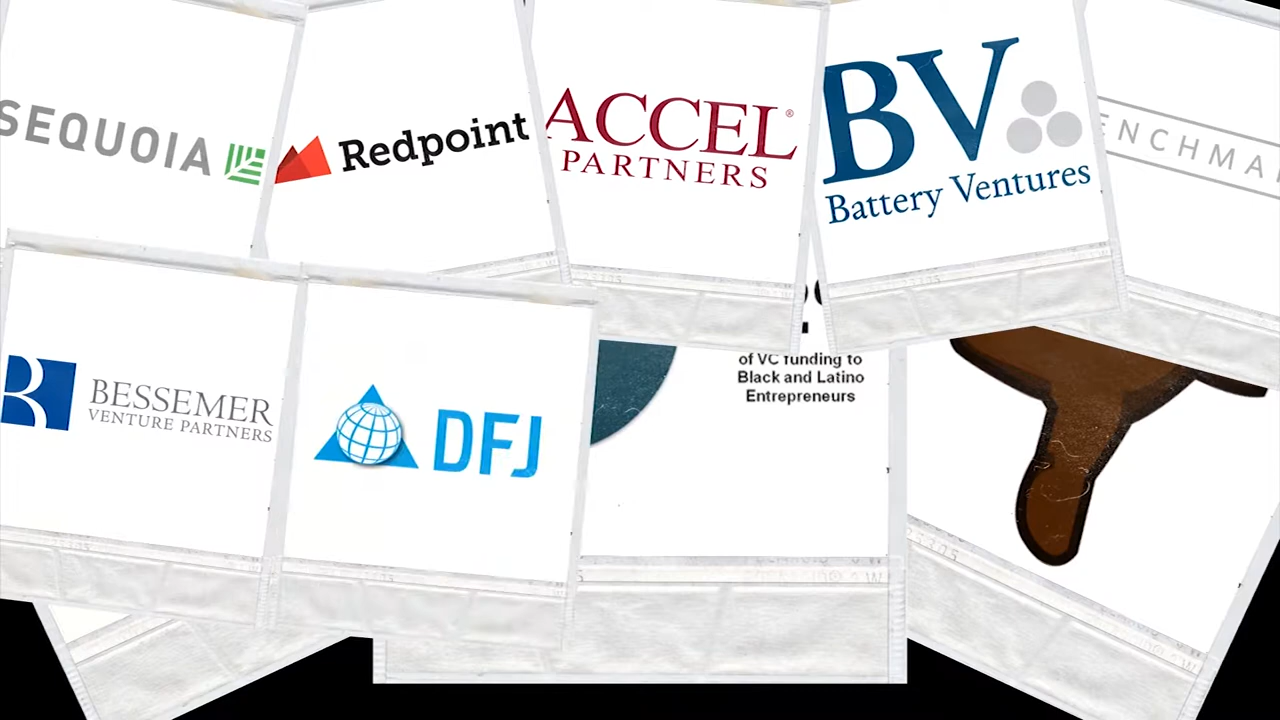 SEQUOIA
Redpoint
ACCEL®
PARTNERS
BV
Battery Ventures
ENCHMA
BESSEMER
VENTURE PARTNERS
DFJ
of VC funding to
Black and Latino
Entrepreneurs